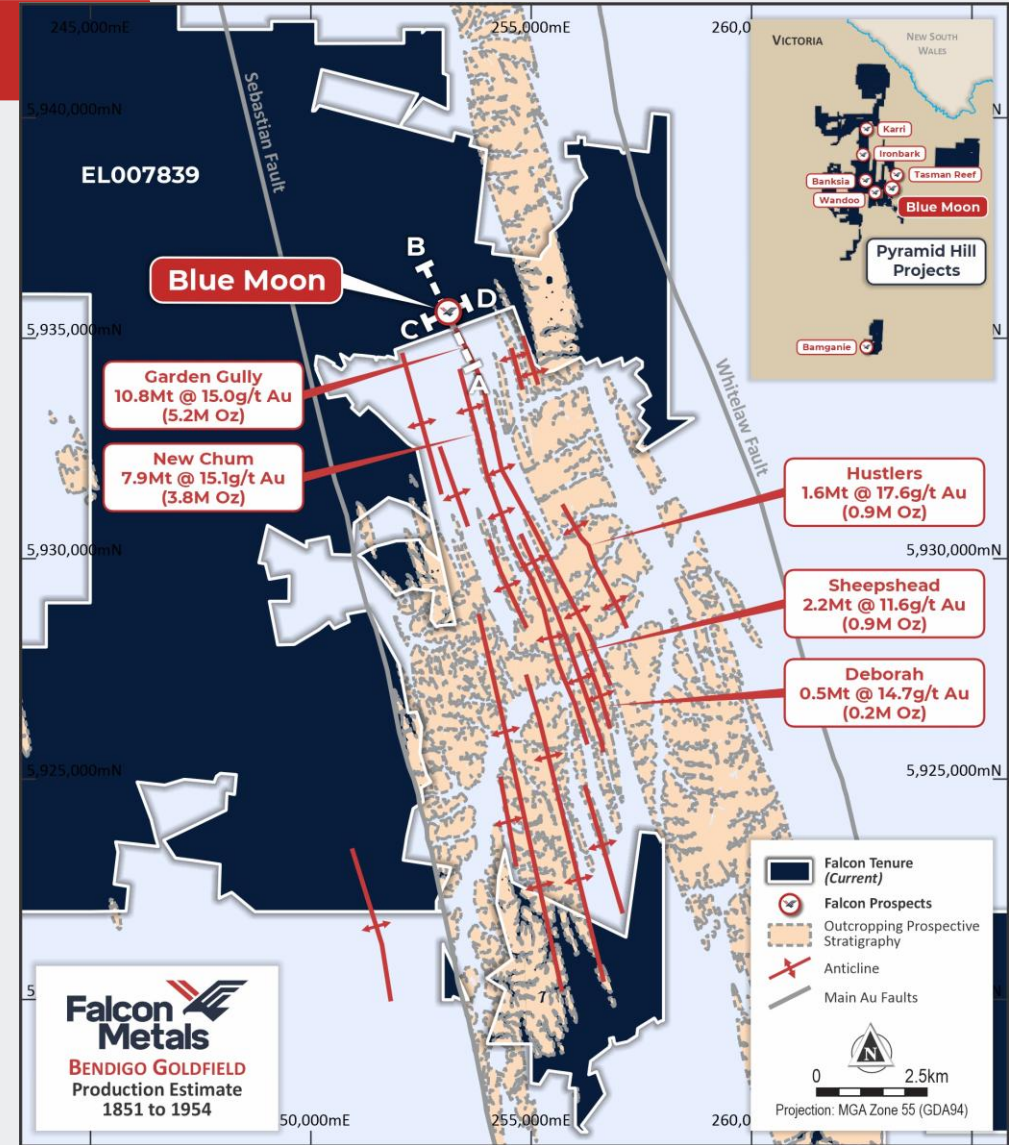 245,000mE
255,000mE
260,0
5,940,000mN
Sebastian Fault
EL007839
VICTORIA
NEW SOUTH
WALES
Karri
Ironbark
Tasman Reef
Banksia
Wandoo
Blue Moon
Pyramid Hill
Projects
Bamganie
N
B
Blue Moon
D
C
A
5,935,000mN
N
Garden Gully
10.8Mt @ 15.0g/t Au
(5.2M Oz)
New Chum
7.9Mt @ 15.1g/t Au
(3.8M Oz)
Whitelaw Fault
Hustlers
1.6Mt @ 17.6g/t Au
(0.9M Oz)
5,930,000mN
5,930,000mN
Sheepshead
2.2Mt @ 11.6g/t Au
(0.9M Oz)
Deborah
0.5Mt @ 14.7g/t Au
(0.2M Oz)
5,925,000mN
5,925,000mN
Falcon Tenure
(Current)
Falcon Prospects
Outcropping Prospective
Stratigraphy
Anticline
Main Au Faults
N
0 2.5km
Projection: MGA Zone 55 (GDA94)
5
N
Falcon
Metals
BENDIGO GOLDFIELD
Production Estimate
1851 to 1954
50,000mE
255,000mE
260,0